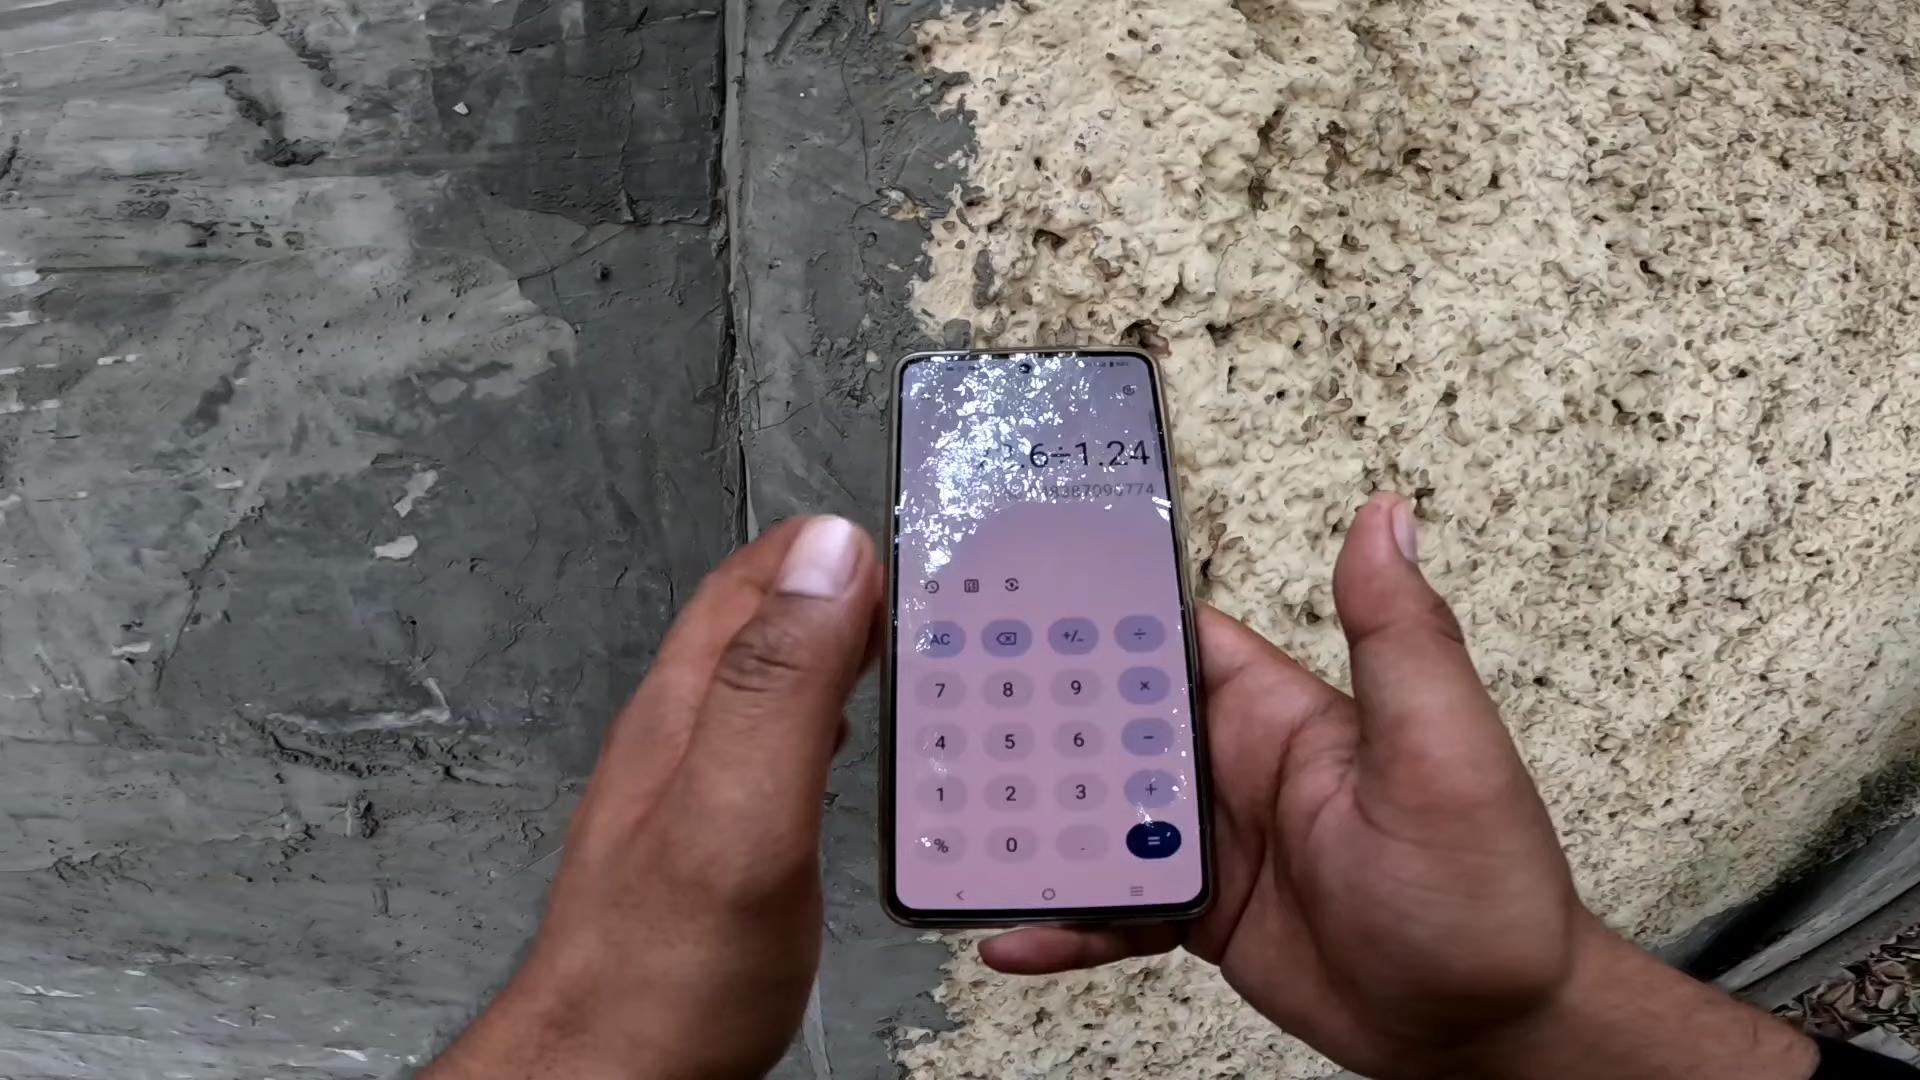 .6÷1.24
AC +/- ÷
7 8 9 ×
4 5 6 −
1 2 3 +
% 0 . =